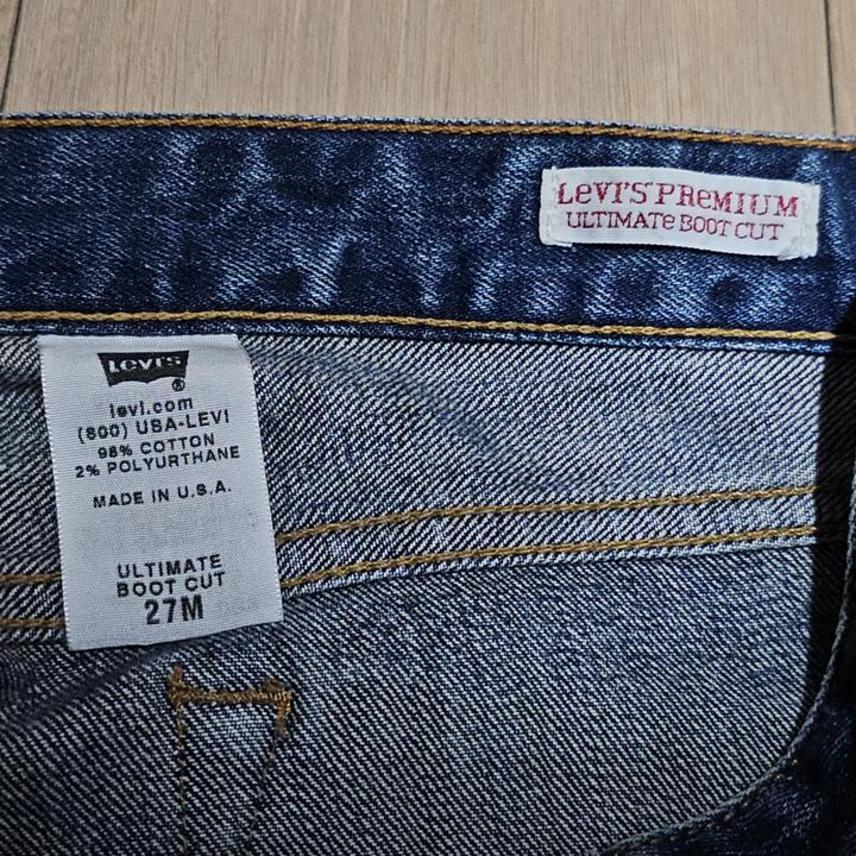 LeVI'S PReMIUM
ULTIMATe BOOT CUT
Levi's
®
levi.com
(800) USA-LEVI
98% COTTON
2% POLYURTHANE
MADE IN U.S.A.
ULTIMATE
BOOT CUT
27M